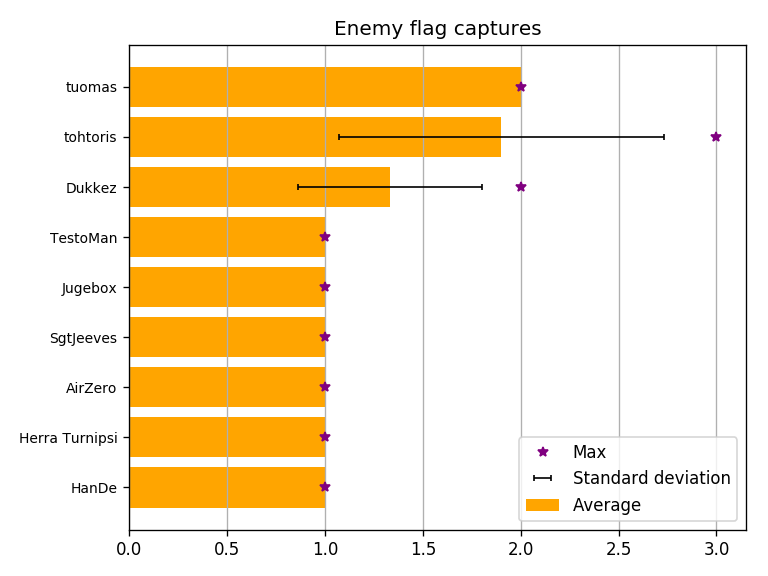 Enemy flag captures
tuomas
tohtoris
Dukkez
TestoMan
Jugebox
SgtJeeves
AirZero
Herra Turnipsi
HanDe
Max
Standard deviation
Average
0.0 0.5 1.0 1.5 2.0 2.5 3.0